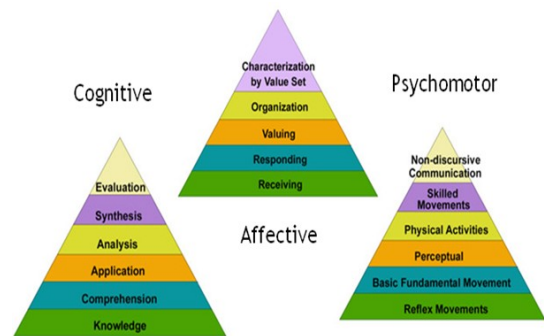 Cognitive
Evaluation
Synthesis
Analysis
Application
Comprehension
Knowledge
Characterization
by Value Set
Organization
Valuing
Responding
Receiving
Affective
Psychomotor
Non-discursive
Communication
Skilled
Movements
Physical Activities
Perceptual
Basic Fundamental Movement
Reflex Movements